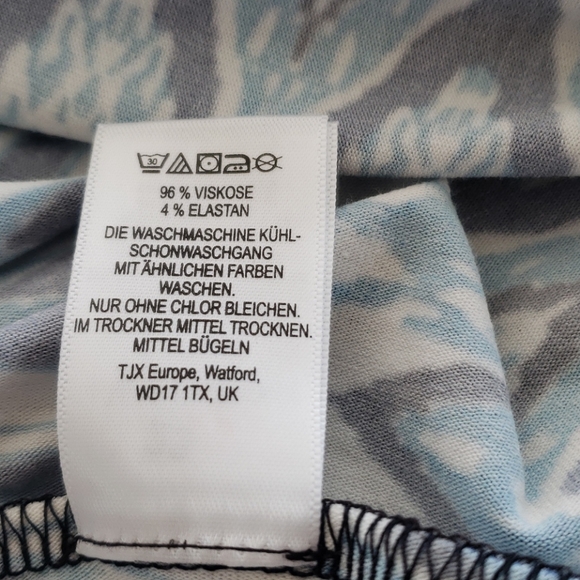 30
96 % VISKOSE
4 % ELASTAN
DIE WASCHMASCHINE KÜHL-
SCHONWASCHGANG
MIT ÄHNLICHEN FARBEN
WASCHEN.
NUR OHNE CHLOR BLEICHEN.
IM TROCKNER MITTEL TROCKNEN.
MITTEL BÜGELN
TJX Europe, Watford,
WD17 1TX, UK